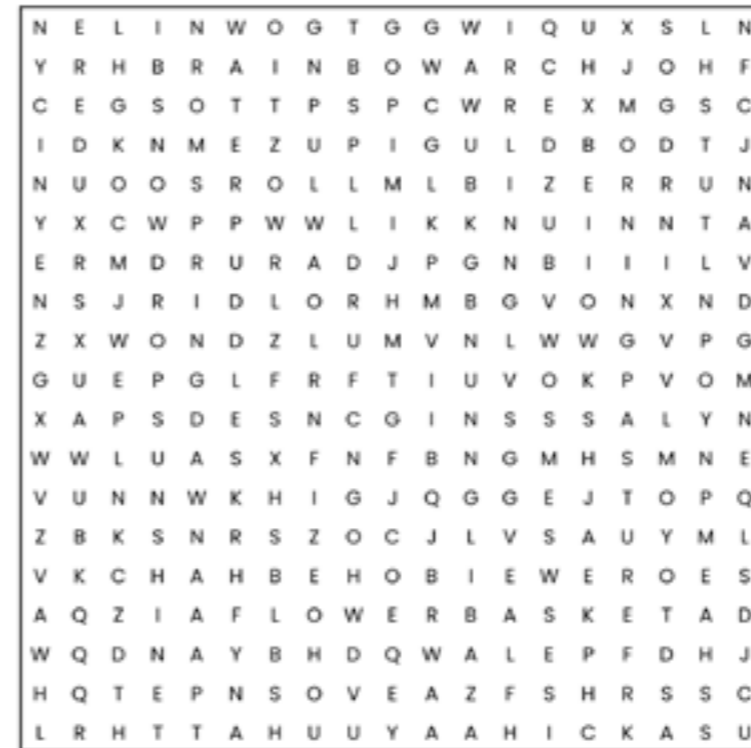 N E L I N W O G T G G W I Q U X S L N
Y R H B R A I N B O W A R C H J O H F
C E G S O T T P S P C W R E X M G S C
I D K N M E Z U P I G U L D B O D T J
N U O O S R O L L M L B I Z E R R U N
Y X C W P P W W L I K K N U I N N T A
E R M D R U R A D J P G N B I I I L V
N S J R I D L O R H M B G V O N X N D
Z X W O N D Z L U M V N L W W G V P G
G U E P G L F R F T I U V O K P V O M
X A P S D E S N C G I N S S S A L Y N
W W L U A S X F N F B N G M H S M N E
V U N N W K H I G J Q G G E J T O P Q
Z B K S N R S Z O C J L V S A U Y M L
V K C H A H B E H O B I E W E R O E S
A Q Z I A F L O W E R B A S K E T A D
W Q D N A Y B H D Q W A L E P F D H J
H Q T E P N S O V E A Z F S H R S S C
L R H T T A H U U Y A A H I C K A S U